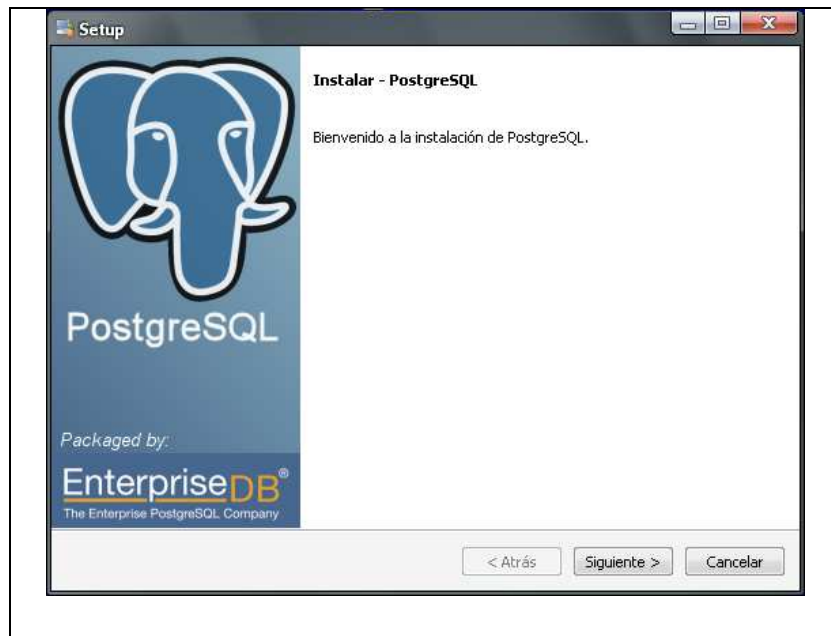 Setup
Instalar - PostgreSQL
Bienvenido a la instalación de PostgreSQL.
PostgreSQL
Packaged by:
EnterpriseDB®
The Enterprise PostgreSQL Company
< Atrás
Siguiente >
Cancelar